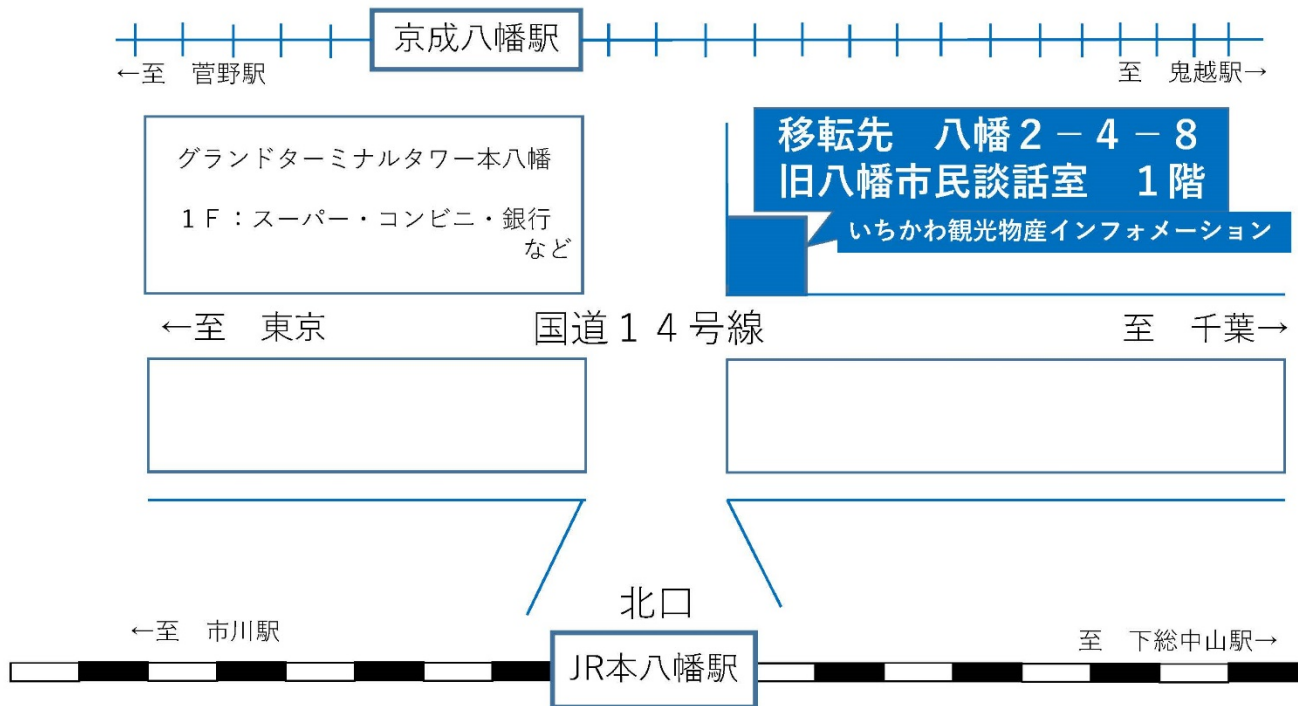 京成八幡駅
←至　菅野駅
至　鬼越駅→
グランドターミナルタワー本八幡
１F：スーパー・コンビニ・銀行
など
移転先　八幡２－４－８
旧八幡市民談話室　１階
いちかわ観光物産インフォメーション
←至　東京
国道１４号線
至　千葉→
北口
←至　市川駅
JR本八幡駅
至　下総中山駅→